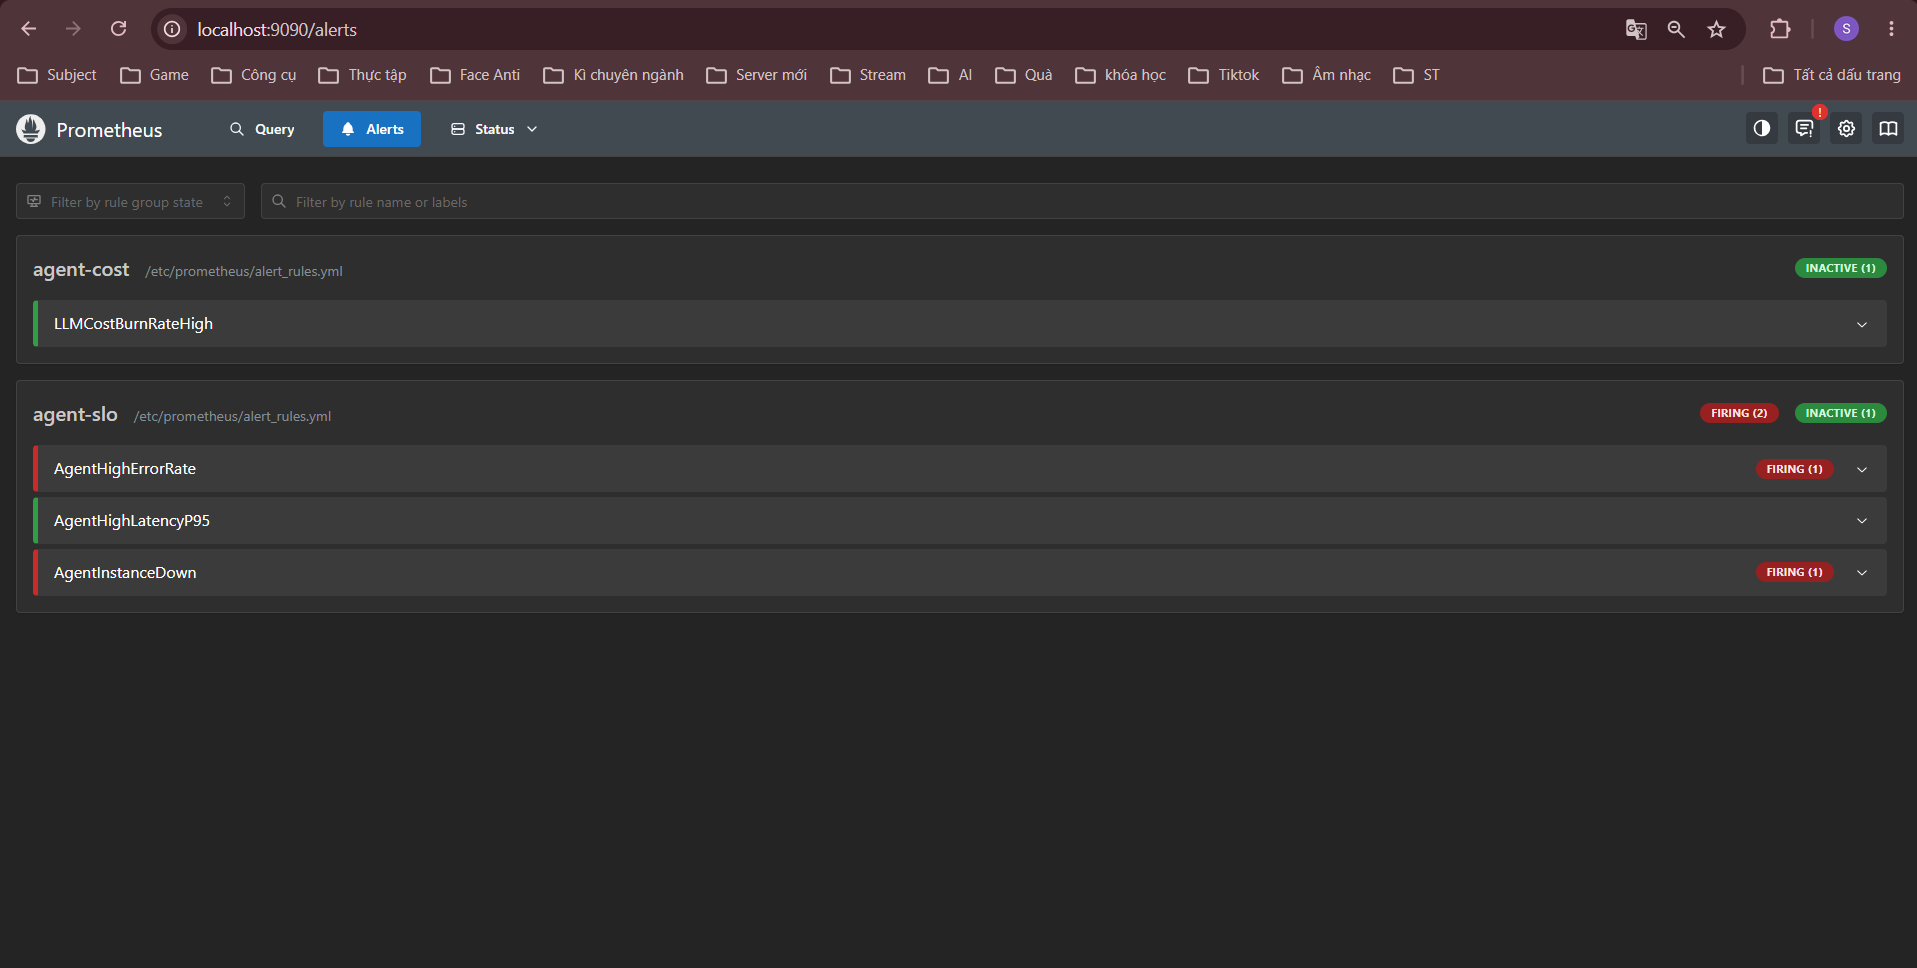 localhost:9090/alerts
S
Subject Game Công cụ Thực tập Face Anti Kì chuyên ngành Server mới Stream AI Quà khóa học Tiktok Âm nhạc ST Tất cả dấu trang
Prometheus Query Alerts Status !
Filter by rule group state Filter by rule name or labels
agent-cost /etc/prometheus/alert_rules.yml INACTIVE (1)
LLMCostBurnRateHigh
agent-slo /etc/prometheus/alert_rules.yml FIRING (2) INACTIVE (1)
AgentHighErrorRate FIRING (1)
AgentHighLatencyP95
AgentInstanceDown FIRING (1)